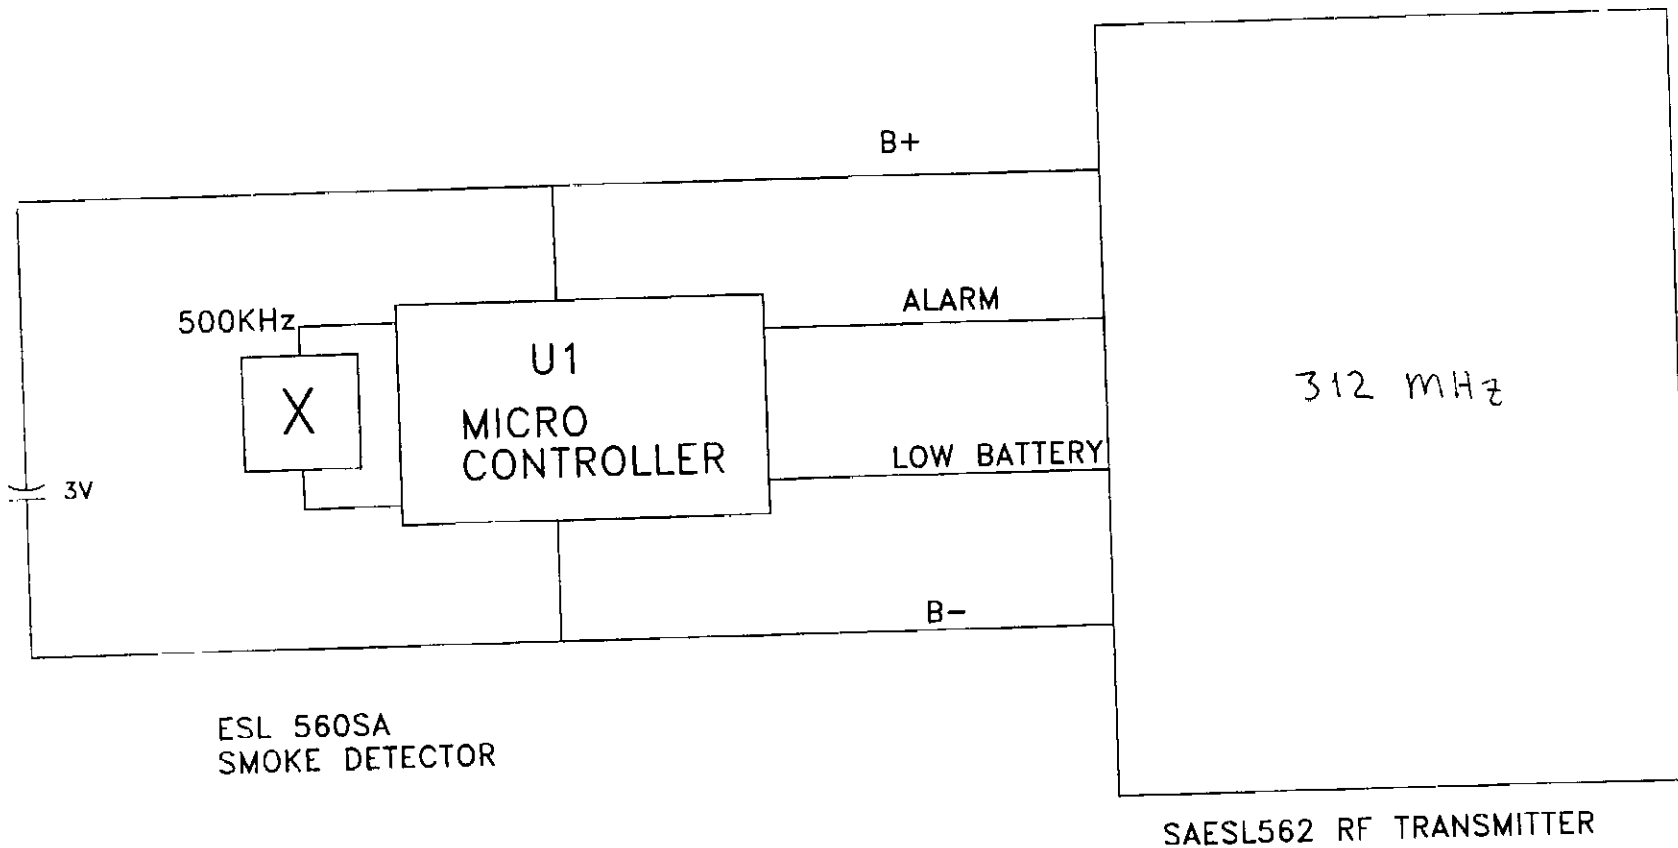 B+
500KHz
ALARM
U1
MICRO
CONTROLLER
X
312 mHz
LOW BATTERY
3V
B-
ESL 560SA
SMOKE DETECTOR
SAESL562 RF TRANSMITTER